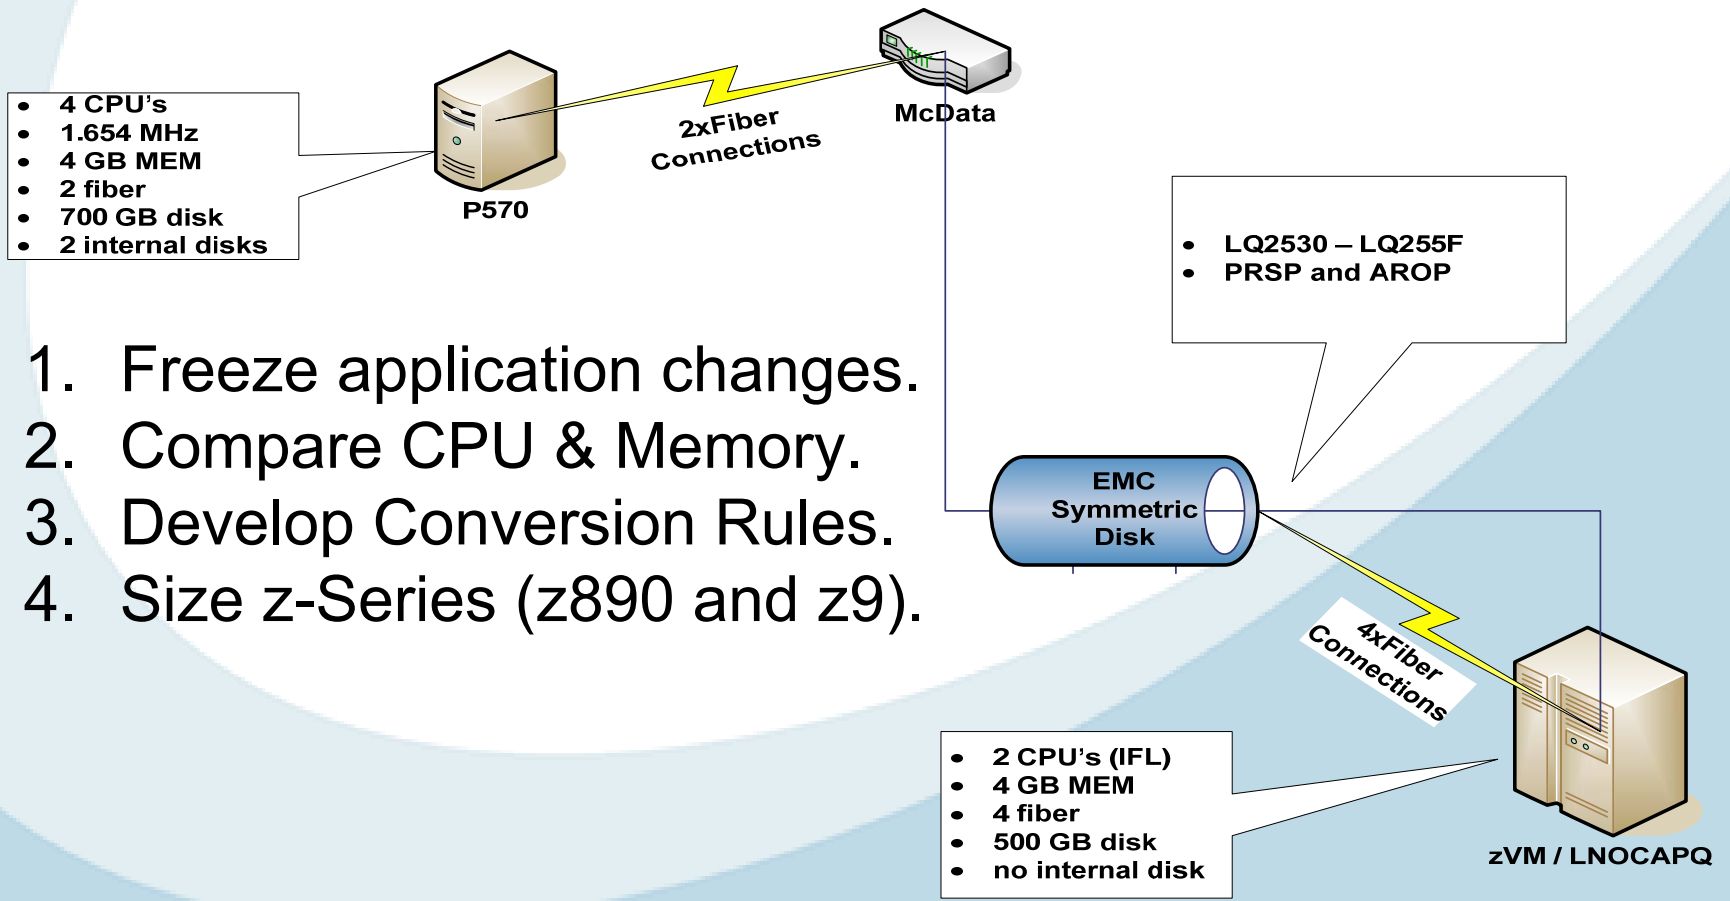 McData
2xFiber
Connections
• 4 CPU's
• 1.654 MHz
• 4 GB MEM
• 2 fiber
• 700 GB disk
• 2 internal disks
P570
• LQ2530 – LQ255F
• PRSP and AROP
1. Freeze application changes.
2. Compare CPU & Memory.
3. Develop Conversion Rules.
4. Size z-Series (z890 and z9).
EMC
Symmetric
Disk
4xFiber
Connections
• 2 CPU's (IFL)
• 4 GB MEM
• 4 fiber
• 500 GB disk
• no internal disk
zVM / LNOCAPQ